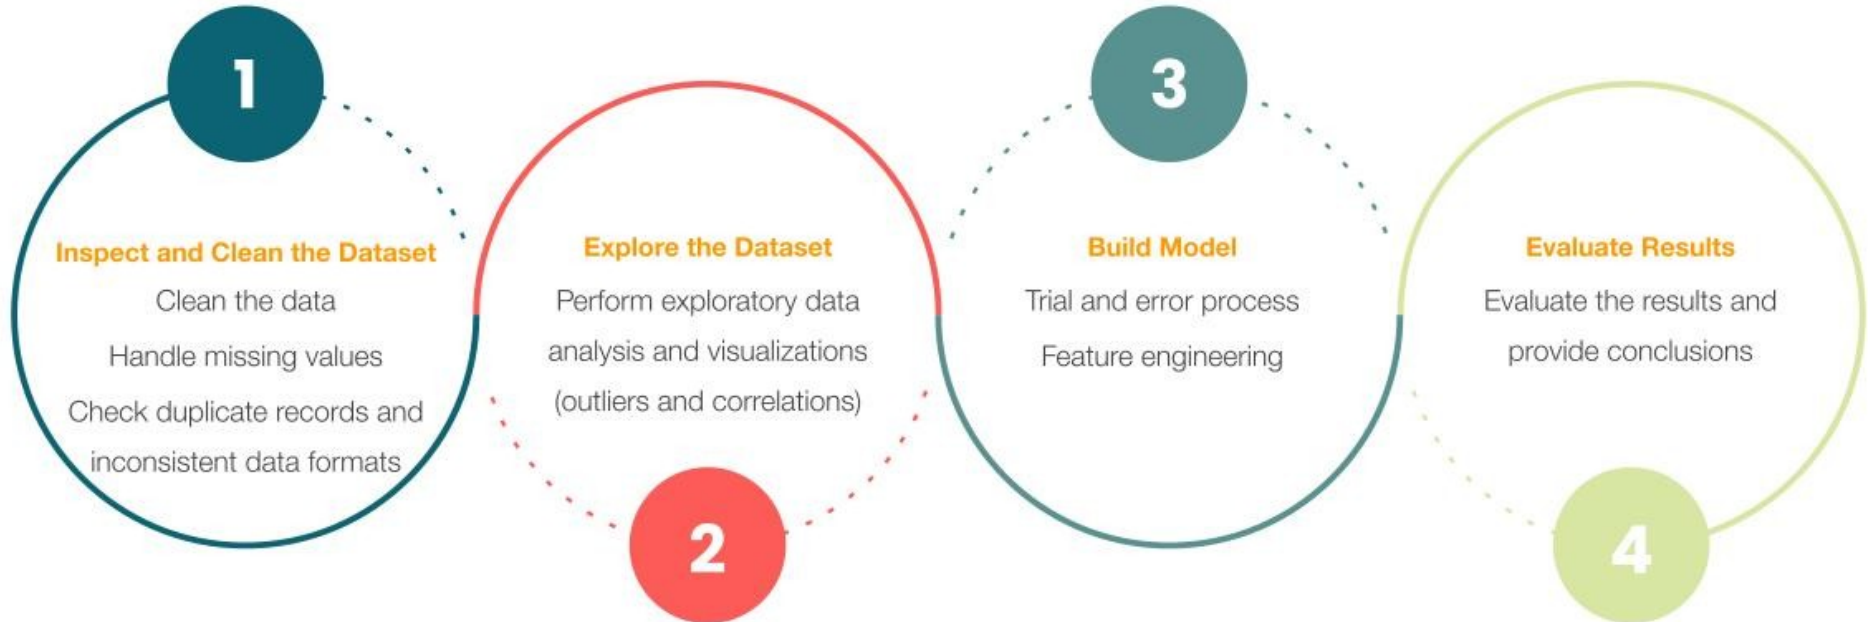 1
Inspect and Clean the Dataset
Clean the data
Handle missing values
Check duplicate records and
inconsistent data formats
Explore the Dataset
Perform exploratory data
analysis and visualizations
(outliers and correlations)
2
3
Build Model
Trial and error process
Feature engineering
Evaluate Results
Evaluate the results and
provide conclusions
4